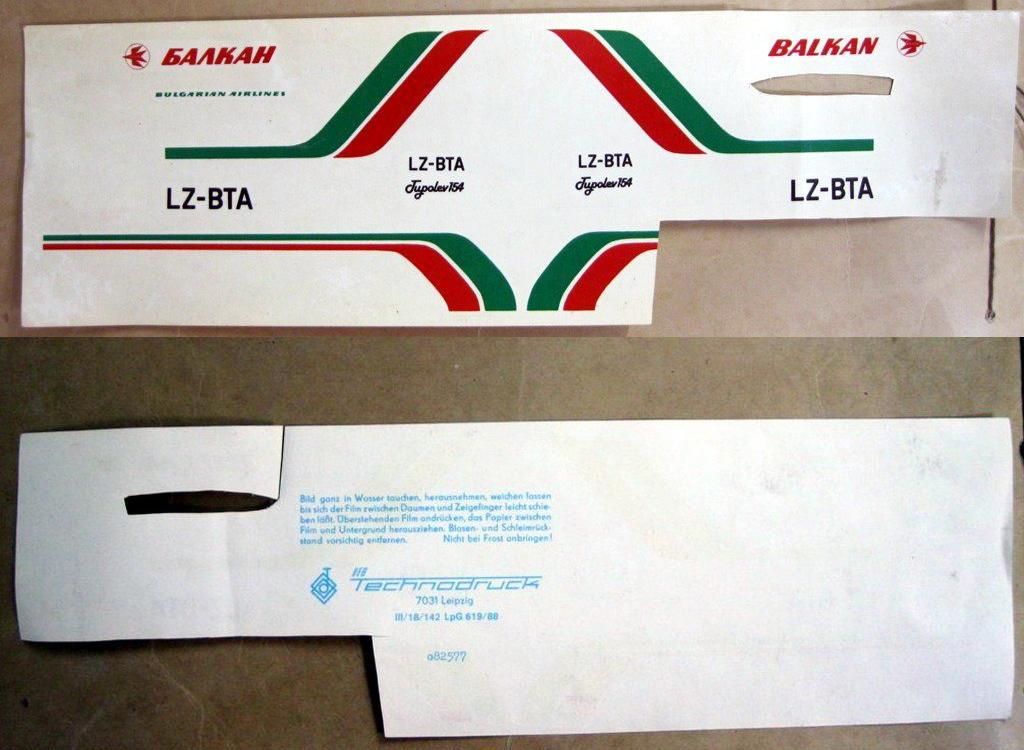 БАЛКАН
BULGARIAN AIRLINES
BALKAN
LZ-BTA
Tupolev 154
LZ-BTA
Tupolev 154
LZ-BTA
LZ-BTA
Bild ganz in Wasser tauchen, herausnehmen, weichen lassen
bis sich der Film zwischen Daumen und Zeigefinger leicht schie-
ben läßt. Überstehenden Film andrücken, das Papier zwischen
Film und Untergrund herausziehen. Blasen- und Schleimrück-
stand vorsichtig entfernen. Nicht bei Frost anbringen!
VEB
Technodruck
7031 Leipzig
III/18/142 LpG 619/88
a82577